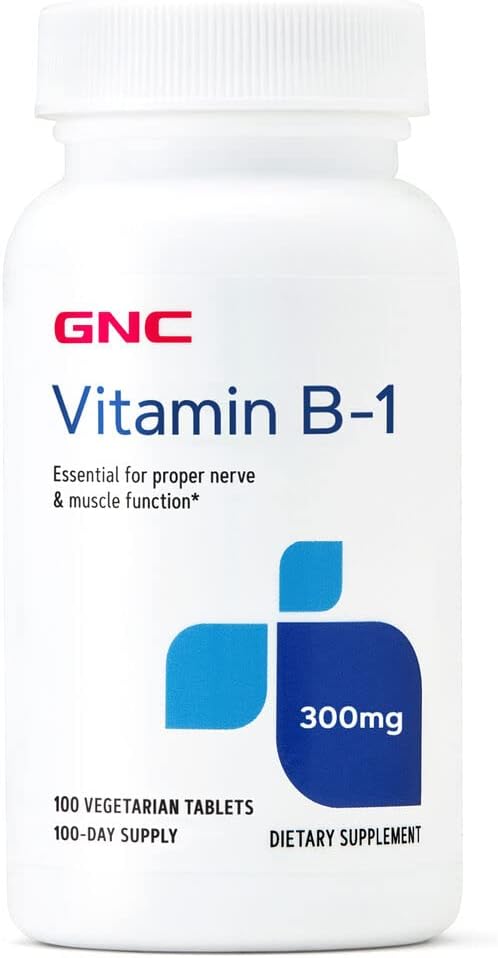 GNC
Vitamin B-1
Essential for proper nerve
& muscle function*
300mg
100 VEGETARIAN TABLETS
100-DAY SUPPLY
DIETARY SUPPLEMENT